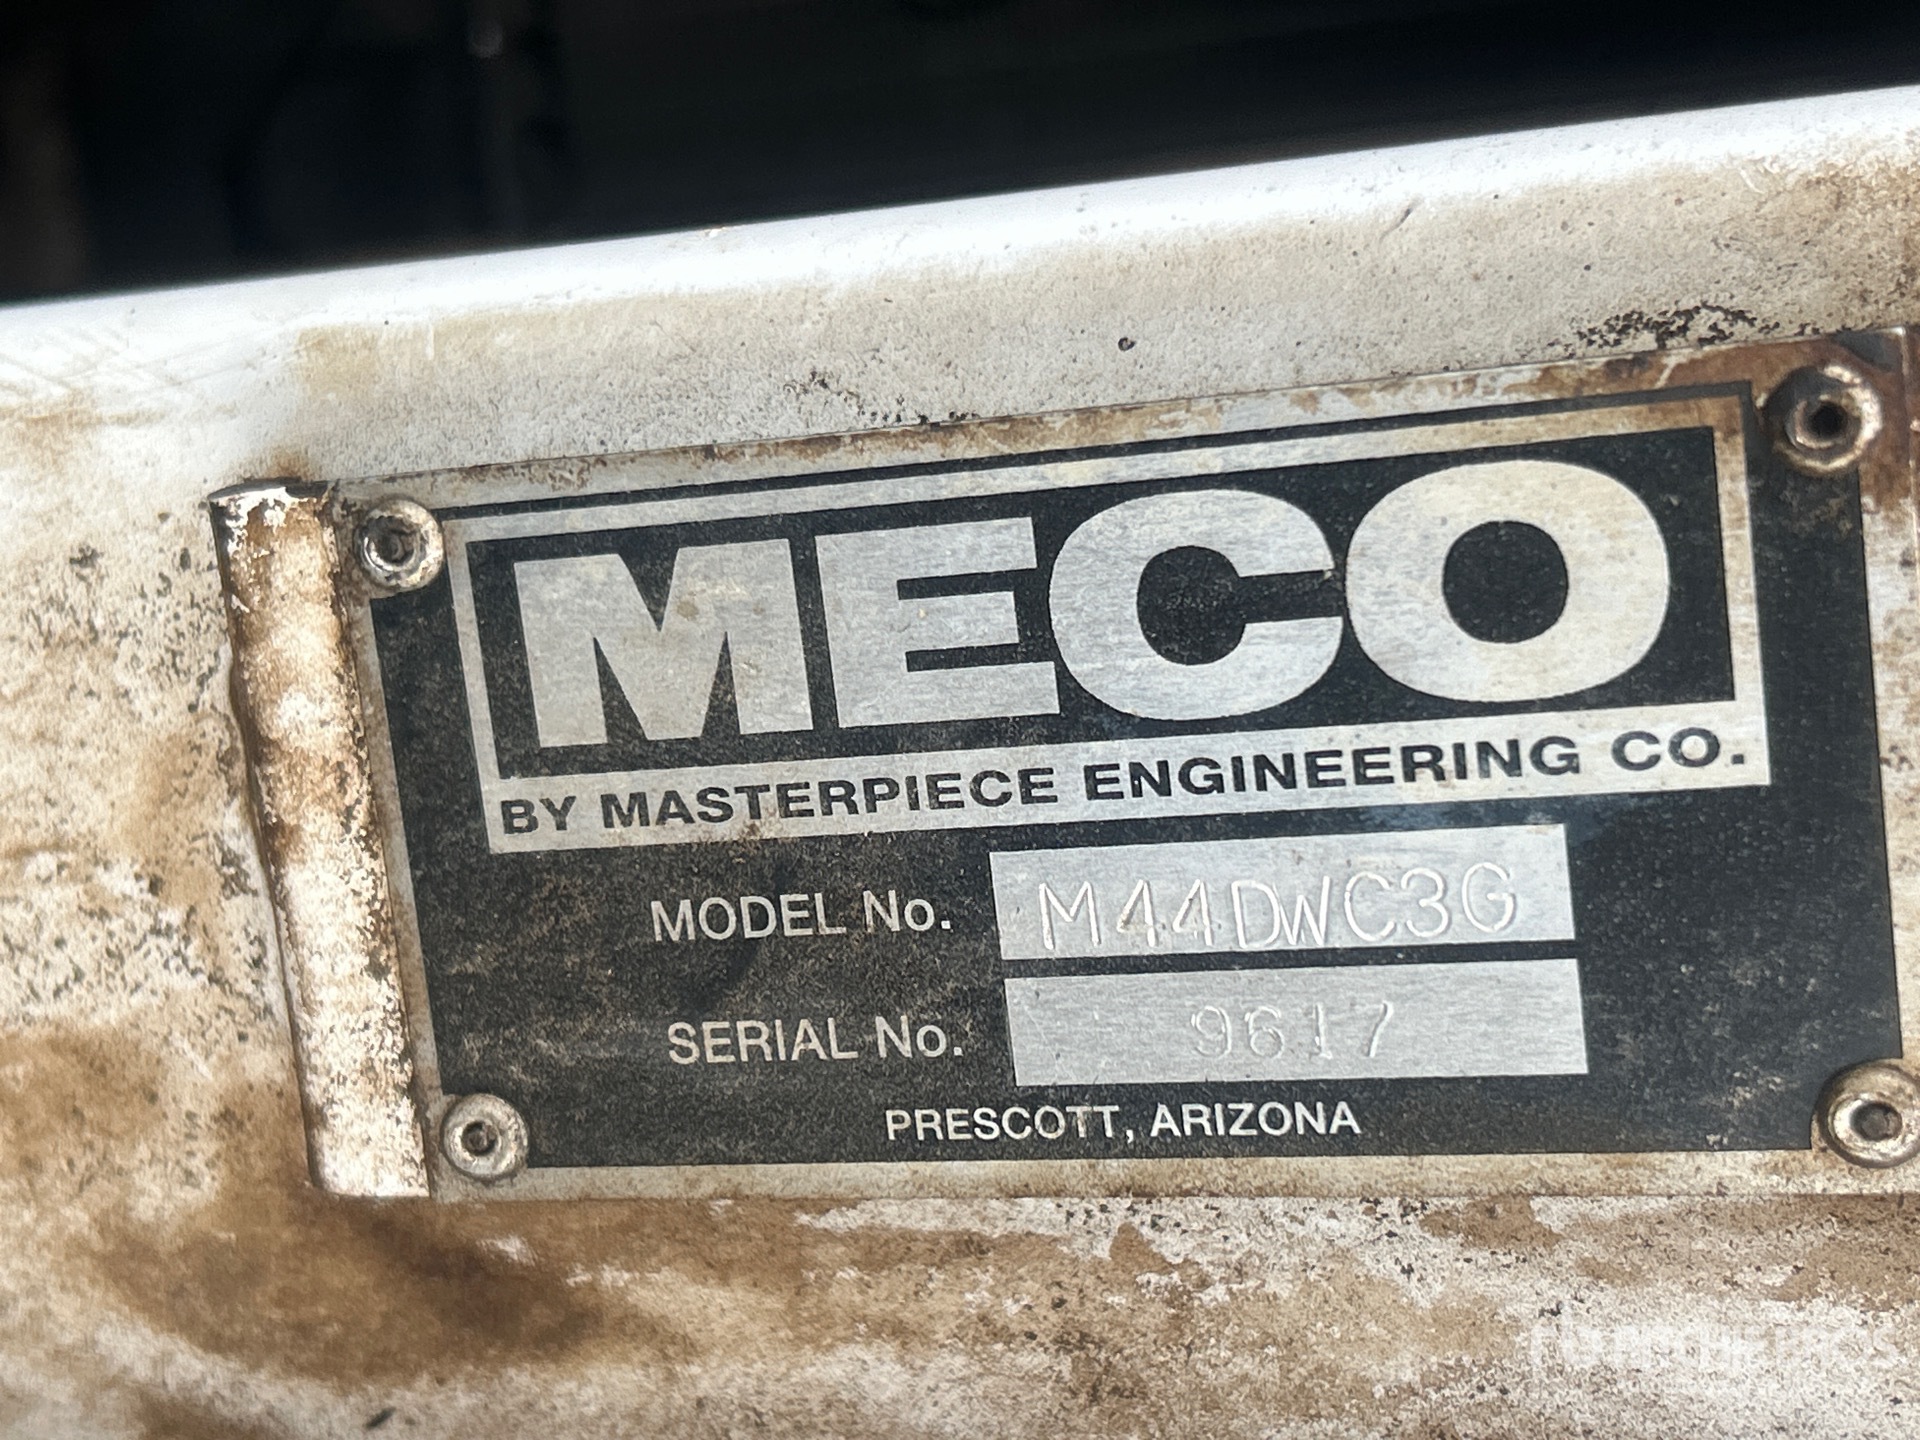 MECO
BY MASTERPIECE ENGINEERING CO.
MODEL No. M44DWC3G
SERIAL No. 9617
PRESCOTT, ARIZONA